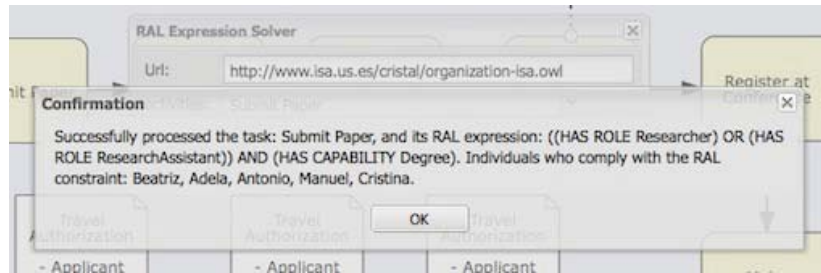 RAL Expression Solver
Url: http://www.isa.us.es/cristal/organization-isa.owl
Register at
Conference
Submit Paper
Confirmation
Successfully processed the task: Submit Paper, and its RAL expression: ((HAS ROLE Researcher) OR (HAS
ROLE ResearchAssistant)) AND (HAS CAPABILITY Degree). Individuals who comply with the RAL
constraint: Beatriz, Adela, Antonio, Manuel, Cristina.
OK
Travel Travel Travel
Authorization Authorization Authorization
- Applicant - Applicant - Applicant